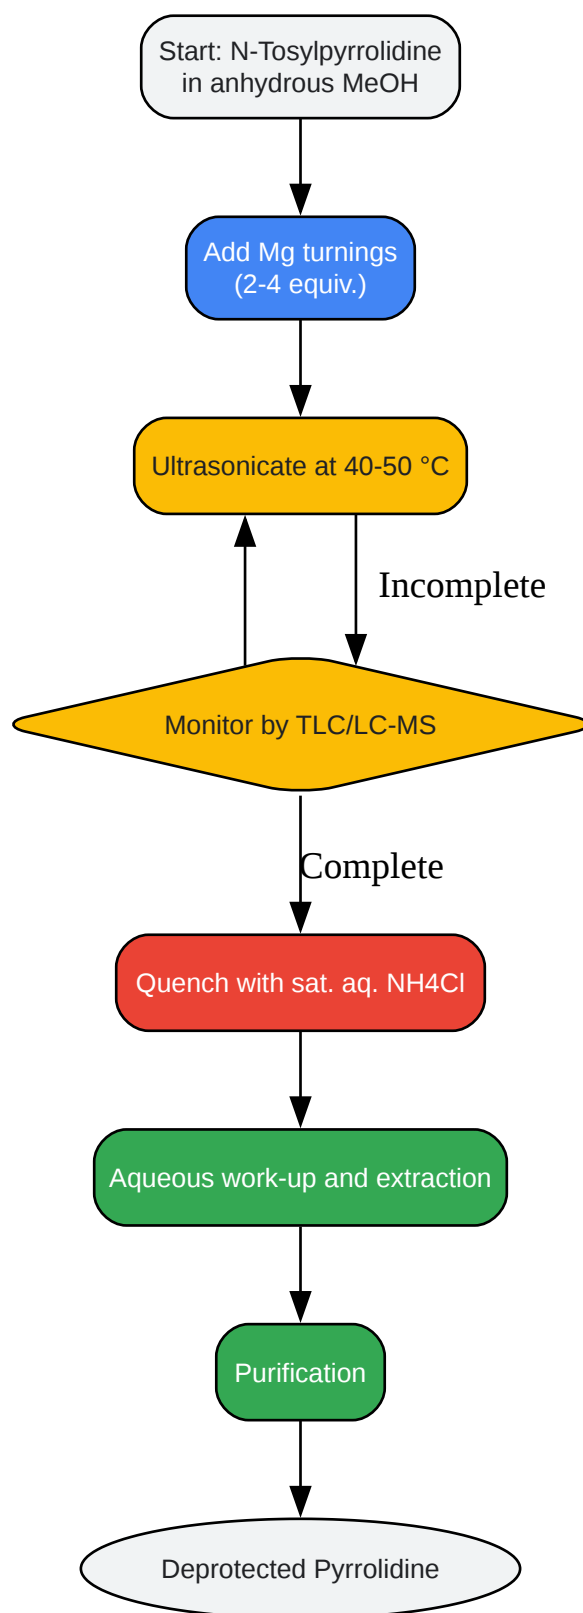 Start: N-Tosylpyrrolidine
in anhydrous MeOH
Add Mg turnings
(2-4 equiv.)
Ultrasonicate at 40-50 °C
Incomplete
Monitor by TLC/LC-MS
Complete
Quench with sat. aq. NH4Cl
Aqueous work-up and extraction
Purification
Deprotected Pyrrolidine